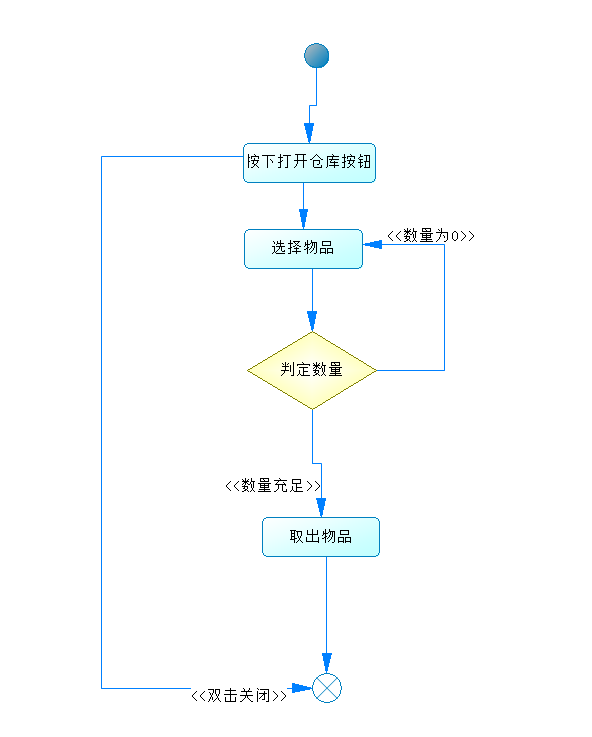 按下打开仓库按钮
<<数量为0>>
选择物品
判定数量
<<数量充足>>
取出物品
<<双击关闭>>